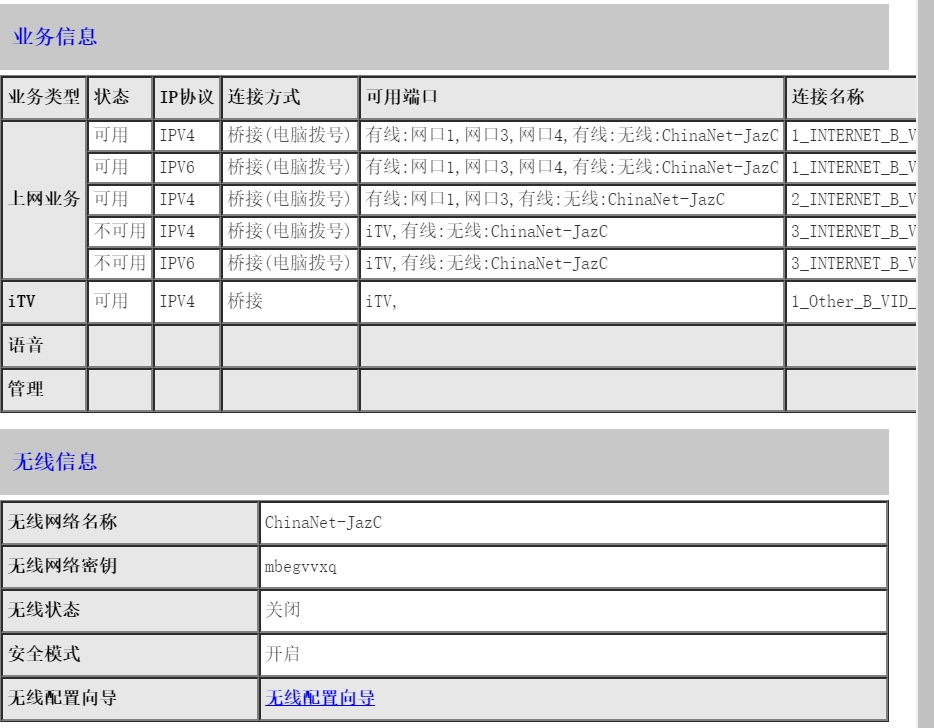 业务信息
业务类型 状态 IP协议 连接方式 可用端口 连接名称
上网业务
可用 IPV4 桥接(电脑拨号) 有线:网口1,网口3,网口4,有线:无线:ChinaNet-JazC 1_INTERNET_B_V
可用 IPV6 桥接(电脑拨号) 有线:网口1,网口3,网口4,有线:无线:ChinaNet-JazC 1_INTERNET_B_V
可用 IPV4 桥接(电脑拨号) 有线:网口1,网口3,有线:无线:ChinaNet-JazC 2_INTERNET_B_V
不可用 IPV4 桥接(电脑拨号) iTV,有线:无线:ChinaNet-JazC 3_INTERNET_B_V
不可用 IPV6 桥接(电脑拨号) iTV,有线:无线:ChinaNet-JazC 3_INTERNET_B_V
iTV 可用 IPV4 桥接 iTV, 1_Other_B_VID_
语音
管理
无线信息
无线网络名称 ChinaNet-JazC
无线网络密钥 mbegvvxq
无线状态 关闭
安全模式 开启
无线配置向导 无线配置向导